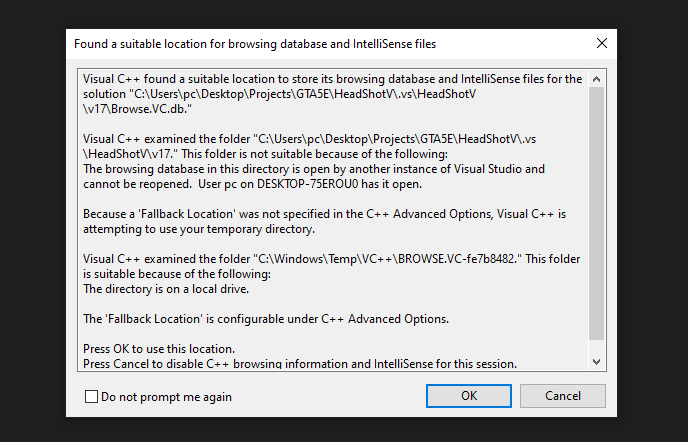 Found a suitable location for browsing database and IntelliSense files
Visual C++ found a suitable location to store its browsing database and IntelliSense files for the
solution "C:\Users\pc\Desktop\Projects\GTA5E\HeadShotV\.vs\HeadShotV
\v17\Browse.VC.db."
Visual C++ examined the folder "C:\Users\pc\Desktop\Projects\GTA5E\HeadShotV\.vs
\HeadShotV\v17." This folder is not suitable because of the following:
The browsing database in this directory is open by another instance of Visual Studio and
cannot be reopened.  User pc on DESKTOP-75EROU0 has it open.
Because a 'Fallback Location' was not specified in the C++ Advanced Options, Visual C++ is
attempting to use your temporary directory.
Visual C++ examined the folder "C:\Windows\Temp\VC++\BROWSE.VC-fe7b8482." This folder
is suitable because of the following:
The directory is on a local drive.
The 'Fallback Location' is configurable under C++ Advanced Options.
Press OK to use this location.
Press Cancel to disable C++ browsing information and IntelliSense for this session.
Do not prompt me again
OK
Cancel